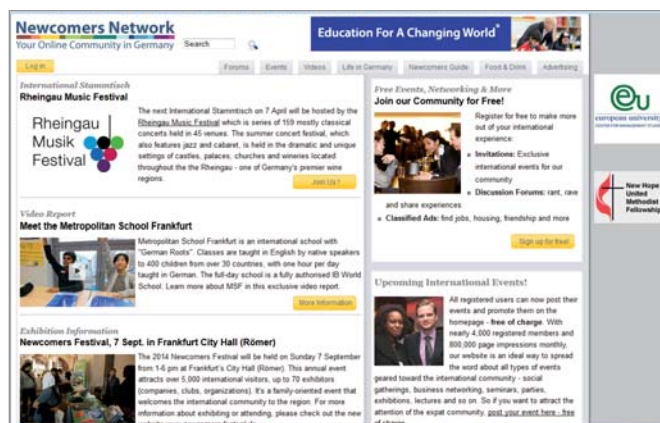 Newcomers Network
Your Online Community in Germany
Search
Education For A Changing World
Log in
Forums
Events
Videos
Life in Germany
Newcomers Guide
Food & Drink
Advertising
International Stammtisch
Rheingau Music Festival
Rheingau
Musik
Festival
The next International Stammtisch on 7 April will be hosted by the
Rheingau Music Festival which is series of 159 mostly classical
concerts held in 45 venues. The summer concert festival, which
also features jazz and cabaret, is held in the dramatic and unique
settings of castles, palaces, churches and wineries located
throughout the the Rheingau - one of Germany's premier wine
regions.
Join Us!
Video Report
Meet the Metropolitan School Frankfurt
Metropolitan School Frankfurt is an international school with
"German Roots". Classes are taught in English by native speakers
to 400 children from over 30 countries, with one hour per day
taught in German. The full-day school is a fully authorised IB World
School. Learn more about MSF in this exclusive video report.
More Information
Exhibition Information
Newcomers Festival, 7 Sept. in Frankfurt City Hall (Römer)
The 2014 Newcomers Festival will be held on Sunday 7 September
from 1-6 pm at Frankfurt's City Hall (Römer). This annual event
attracts over 5,000 international visitors, up to 70 exhibitors
(companies, clubs, organizations). It's a family-oriented event that
welcomes the international community to the region. For more
information about exhibiting or attending, please check out the new
Free Events, Networking & More
Join our Community for Free!
Register for free to make more
out of your international
experience:
Invitations: Exclusive
international events for our
community
Discussion Forums: rant, rave
and share experiences
Classified Ads: find jobs, housing, friendship and more
Sign up for free!
Upcoming International Events!
All registered users can now post their
events and promote them on the
homepage - free of charge. With
nearly 4,000 registered members and
800,000 page impressions monthly,
our website is an ideal way to spread
the word about all types of events
geared toward the international community - social
gatherings, business networking, seminars, parties,
exhibitions, lectures and so on. So if you want to attract the
attention of the expat community, post your event here - free
eu
european university
New Hope
United
Methodist
Fellowship